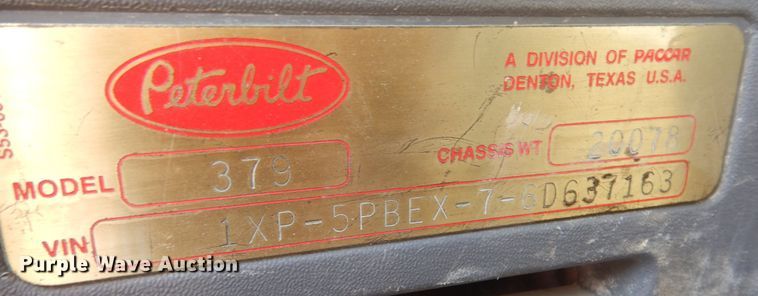 Peterbilt
A DIVISION OF PACCAR
DENTON, TEXAS U.S.A.
MODEL 379
CHASSIS WT 20078
VIN 1XP-5PBEX-7-6D637163
Purple Wave Auction